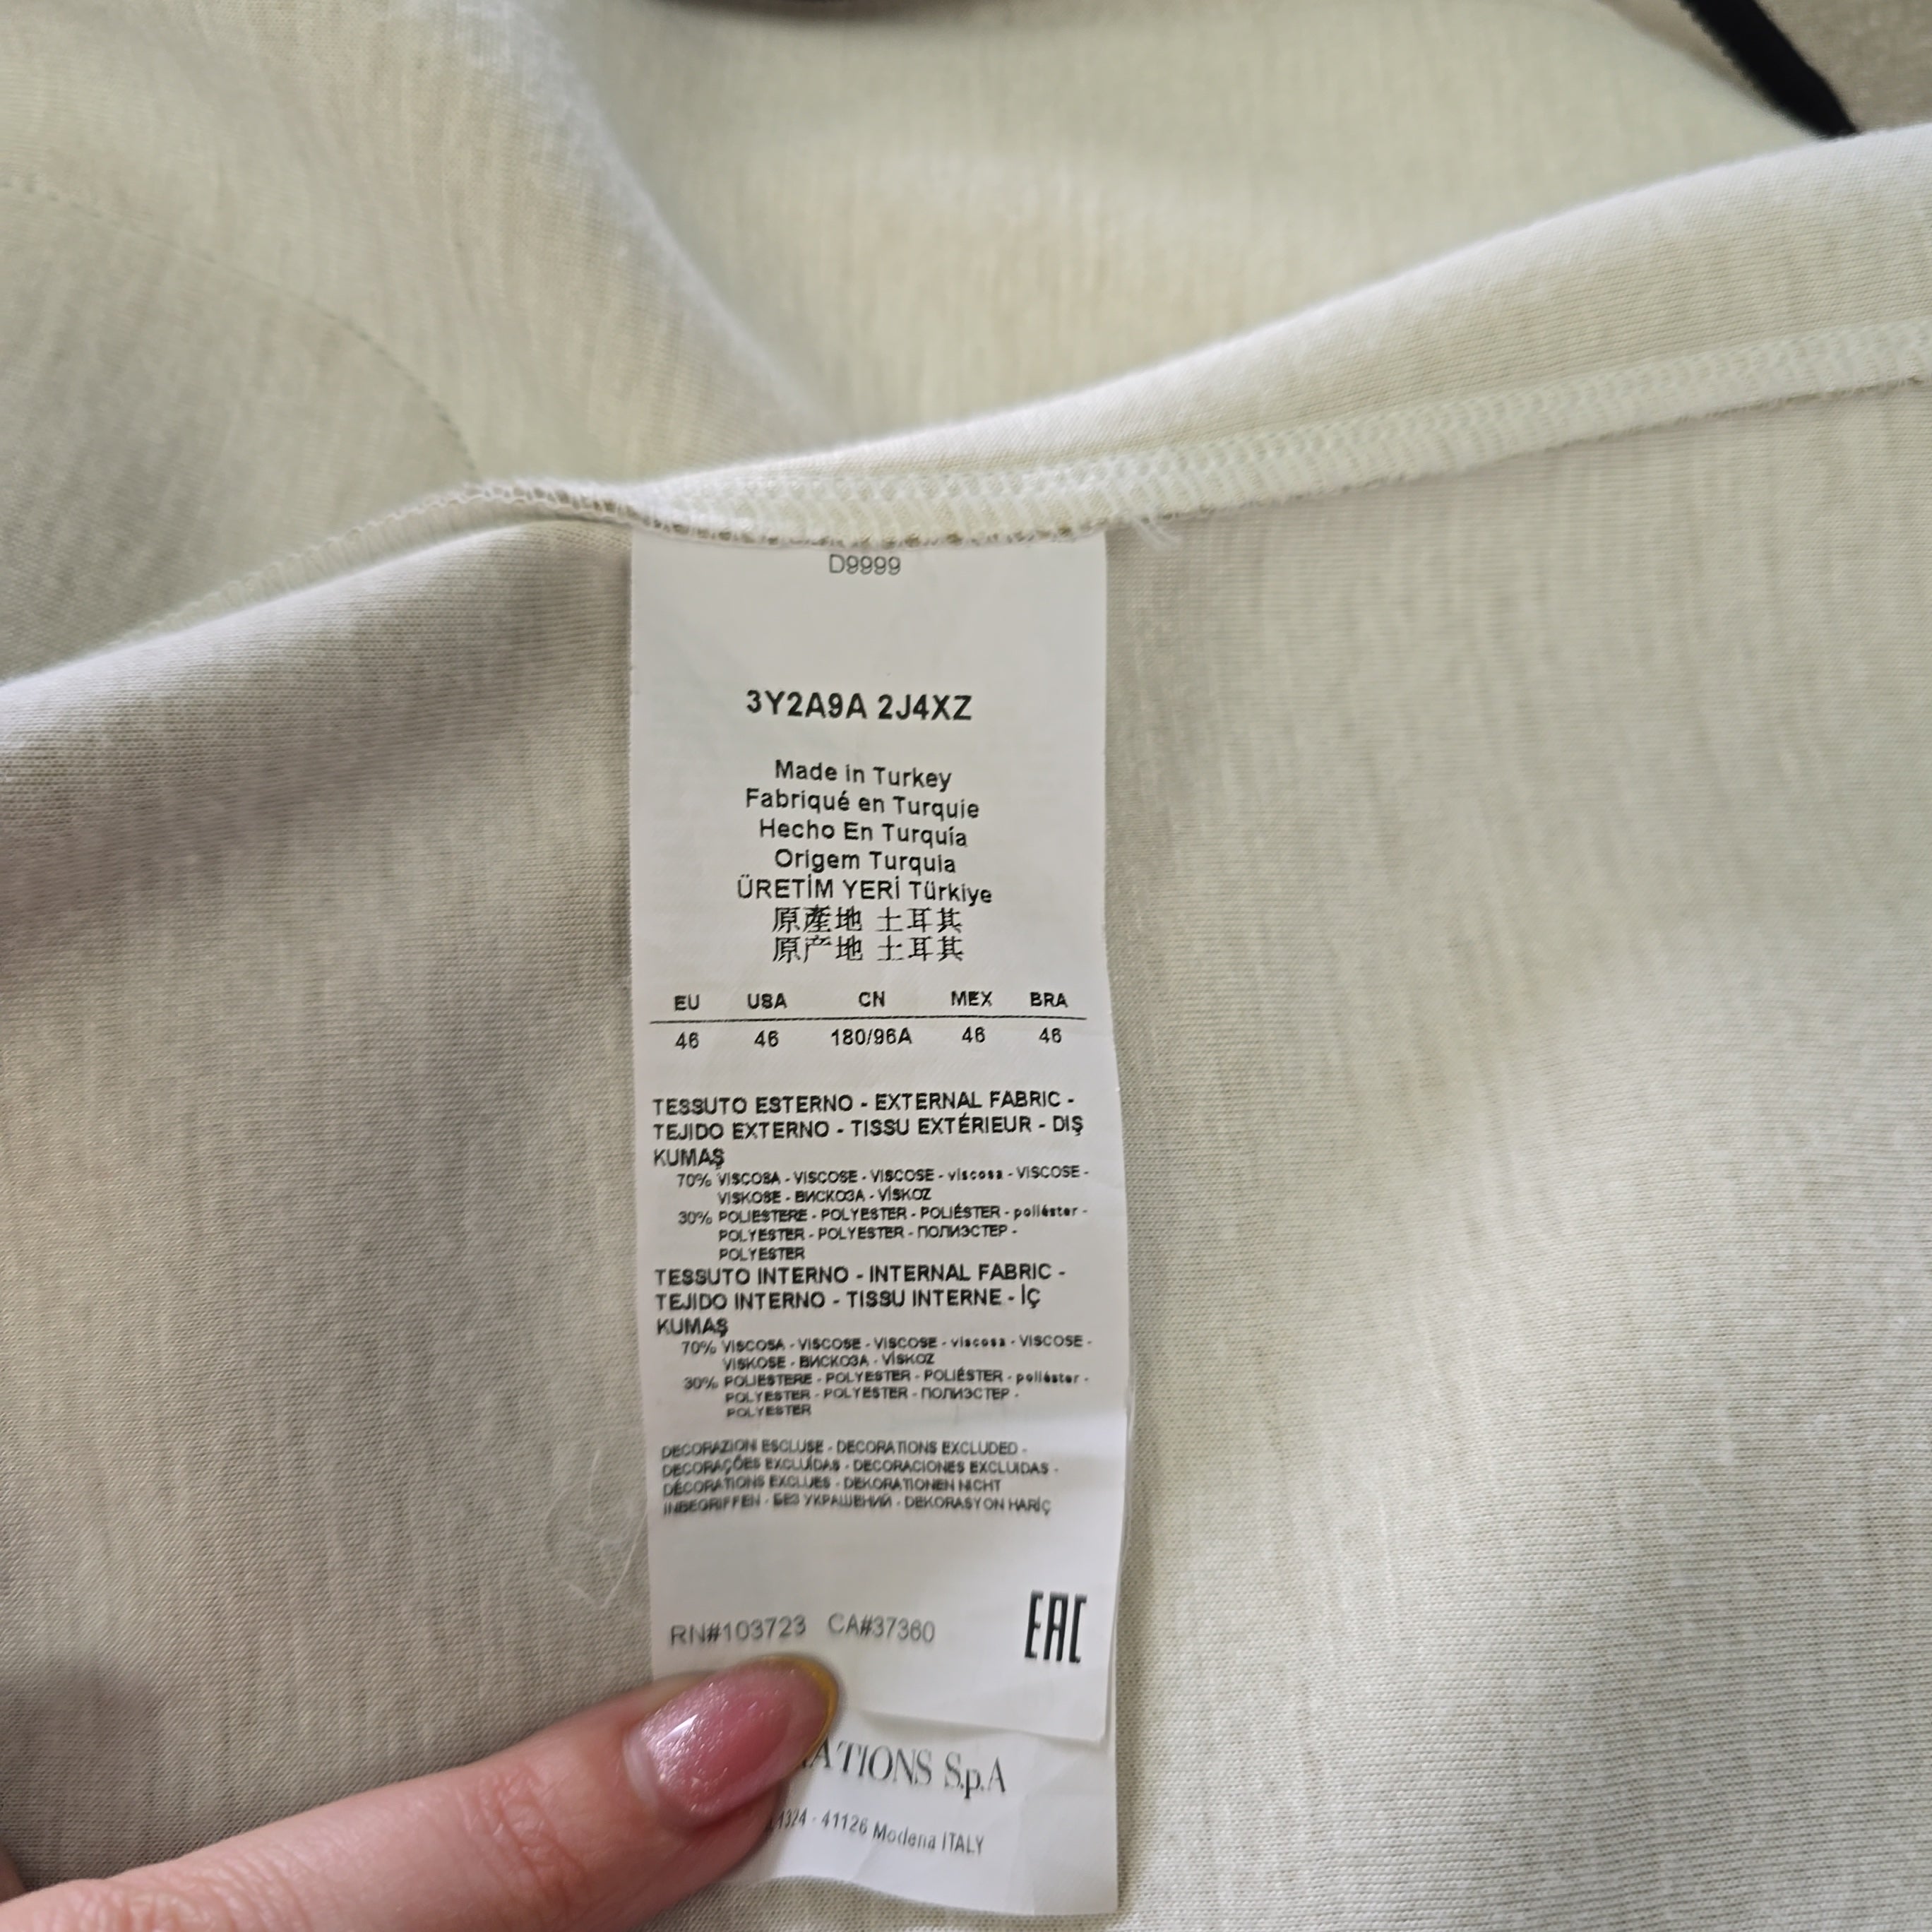 D9999
3Y2A9A 2J4XZ
Made in Turkey
Fabriqué en Turquie
Hecho En Turquía
Origem Turquia
ÜRETİM YERİ Türkiye
原產地 土耳其
原产地 土耳其
EU USA CN MEX BRA
46 46 180/96A 46 46
TESSUTO ESTERNO - EXTERNAL FABRIC -
TEJIDO EXTERNO - TISSU EXTÉRIEUR - DIŞ
KUMAŞ
70% VISCOSA - VISCOSE - VISCOSE - viscosa - VISCOSE -
VISKOSE - ВИСКОЗА - VİSKOZ
30% POLIESTERE - POLYESTER - POLIÉSTER - poliéster -
POLYESTER - POLYESTER - ПОЛИЭСТЕР -
POLYESTER
TESSUTO INTERNO - INTERNAL FABRIC -
TEJIDO INTERNO - TISSU INTERNE - İÇ
KUMAŞ
70% VISCOSA - VISCOSE - VISCOSE - viscosa - VISCOSE -
VISKOSE - ВИСКОЗА - VİSKOZ
30% POLIESTERE - POLYESTER - POLIÉSTER - poliéster -
POLYESTER - POLYESTER - ПОЛИЭСТЕР -
POLYESTER
DECORAZIONI ESCLUSE - DECORATIONS EXCLUDED -
DECORAÇÕES EXCLUÍDAS - DECORACIONES EXCLUIDAS -
DÉCORATIONS EXCLUES - DEKORATIONEN NICHT
INBEGRIFFEN - БЕЗ УКРАШЕНИЙ - DEKORASYON HARİÇ
RN#103723 CA#37360 EAC
S.p.A
- 41126 Modena ITALY